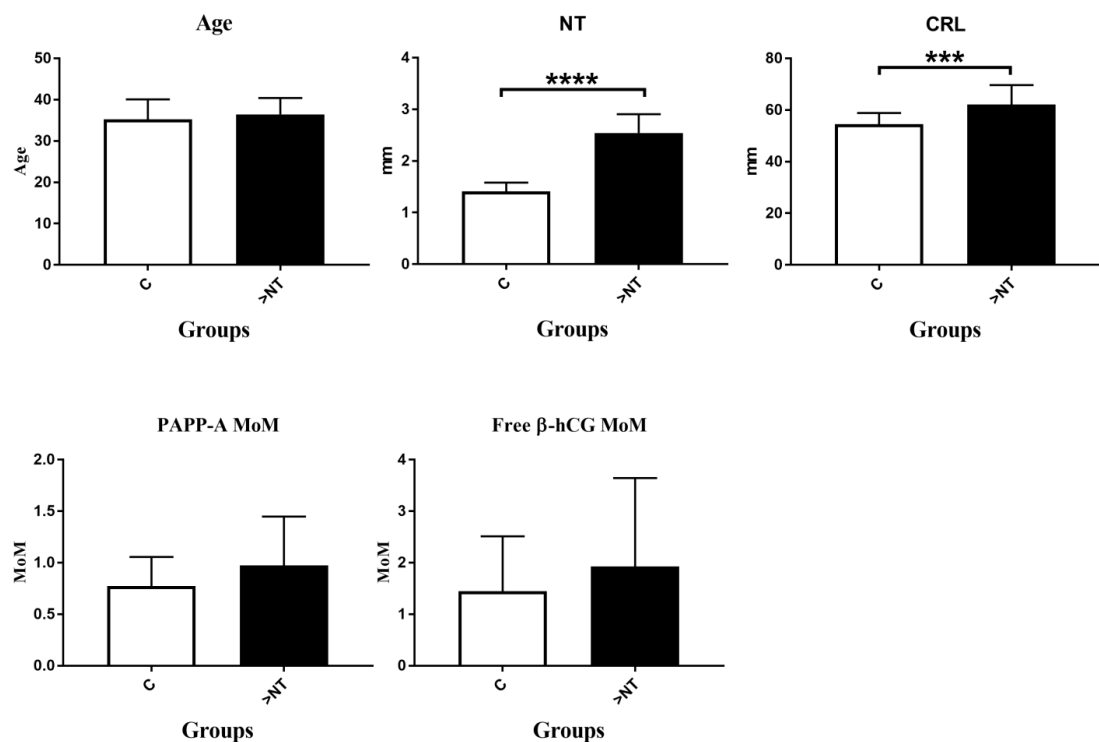 Age
50
40
30
20
10
0
Age
C
>NT
Groups
NT
4
3
2
1
0
mm
****
C
>NT
Groups
CRL
80
60
40
20
0
mm
***
C
>NT
Groups
PAPP-A MoM
2.0
1.5
1.0
0.5
0.0
MoM
C
>NT
Groups
Free β-hCG MoM
4
3
2
1
0
MoM
C
>NT
Groups